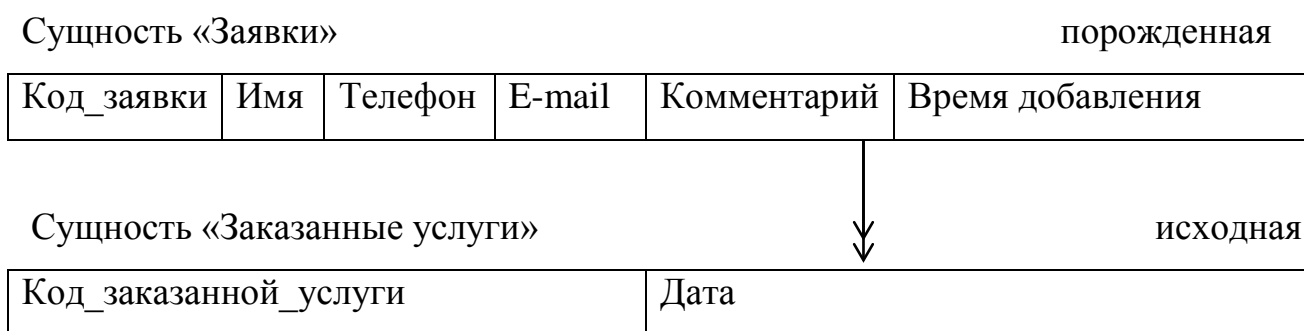 Сущность «Заявки» порожденная
Код_заявки Имя Телефон E-mail Комментарий Время добавления
Сущность «Заказанные услуги» исходная
Код_заказанной_услуги Дата